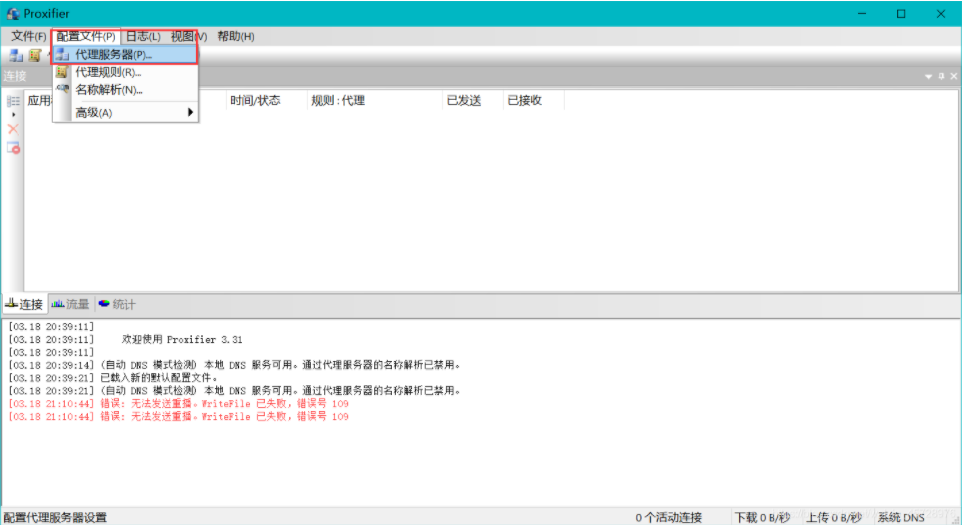 Proxifier
文件(F) 配置文件(P) 日志(L) 视图(V) 帮助(H)
代理服务器(P)...
代理规则(R)...
名称解析(N)...
高级(A)
连接
应用 时间/状态 规则 : 代理 已发送 已接收
连接 流量 统计
[03.18 20:39:11]
[03.18 20:39:11] 欢迎使用 Proxifier 3.31
[03.18 20:39:11]
[03.18 20:39:14] (自动 DNS 模式检测) 本地 DNS 服务可用。通过代理服务器的名称解析已禁用。
[03.18 20:39:21] 已载入新的默认配置文件。
[03.18 20:39:21] (自动 DNS 模式检测) 本地 DNS 服务可用。通过代理服务器的名称解析已禁用。
[03.18 21:10:44] 错误: 无法发送重播。WriteFile 已失败, 错误号 109
[03.18 21:10:44] 错误: 无法发送重播。WriteFile 已失败, 错误号 109
配置代理服务器设置 0 个活动连接 下载 0 B/秒 上传 0 B/秒 系统 DNS